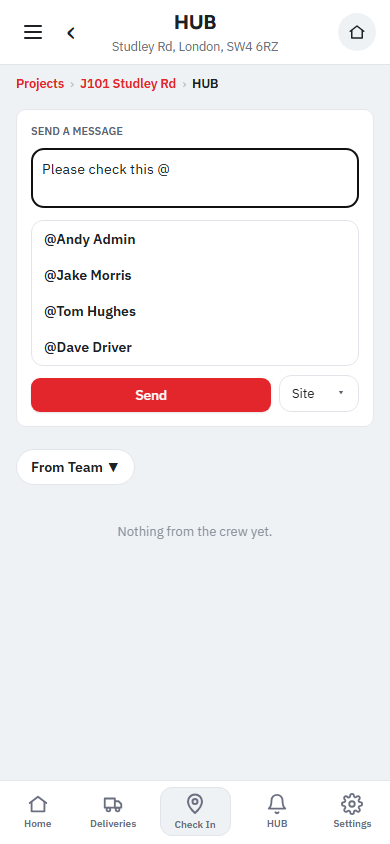 HUB
Studley Rd, London, SW4 6RZ
Projects › J101 Studley Rd › HUB
SEND A MESSAGE
Please check this @
@Andy Admin
@Jake Morris
@Tom Hughes
@Dave Driver
Send
Site
From Team ▼
Nothing from the crew yet.
Home
Deliveries
Check In
HUB
Settings